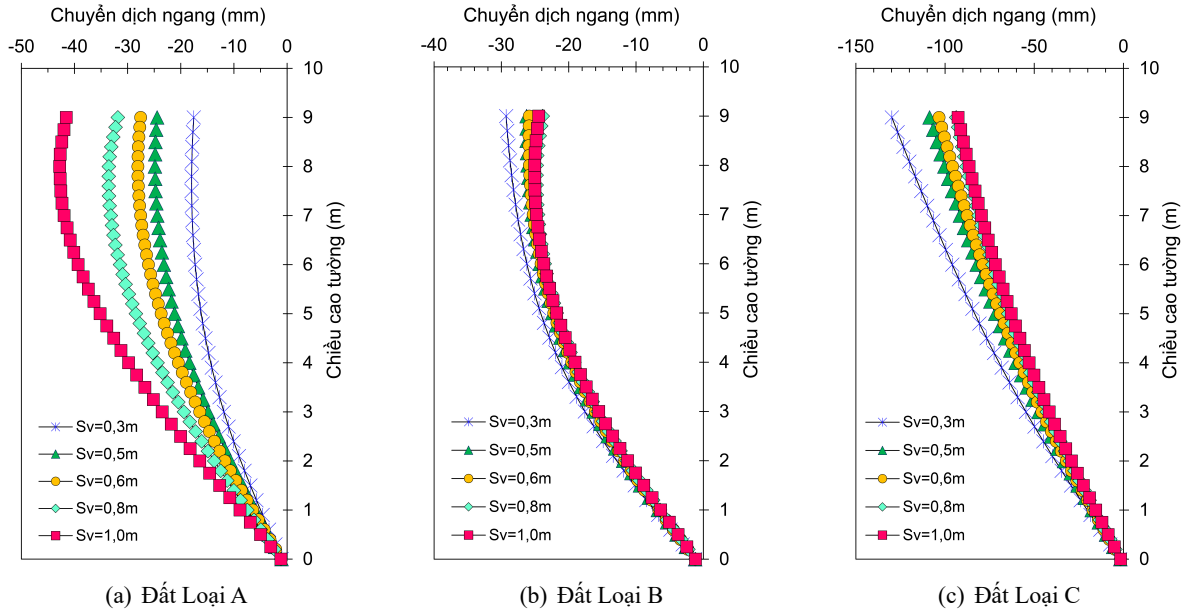 Chuyển dịch ngang (mm)
-50 -40 -30 -20 -10 0
10
9
8
7
6
5
4
3
2
1
0
Chiều cao tường (m)
Sv=0,3m
Sv=0,5m
Sv=0,6m
Sv=0,8m
Sv=1,0m
(a) Đất Loại A
Chuyển dịch ngang (mm)
-40 -30 -20 -10 0
10
9
8
7
6
5
4
3
2
1
0
Chiều cao tường (m)
Sv=0,3m
Sv=0,5m
Sv=0,6m
Sv=0,8m
Sv=1,0m
(b) Đất Loại B
Chuyển dịch ngang (mm)
-150 -100 -50 0
10
9
8
7
6
5
4
3
2
1
0
Chiều cao tường (m)
Sv=0,3m
Sv=0,5m
Sv=0,6m
Sv=0,8m
Sv=1,0m
(c) Đất Loại C